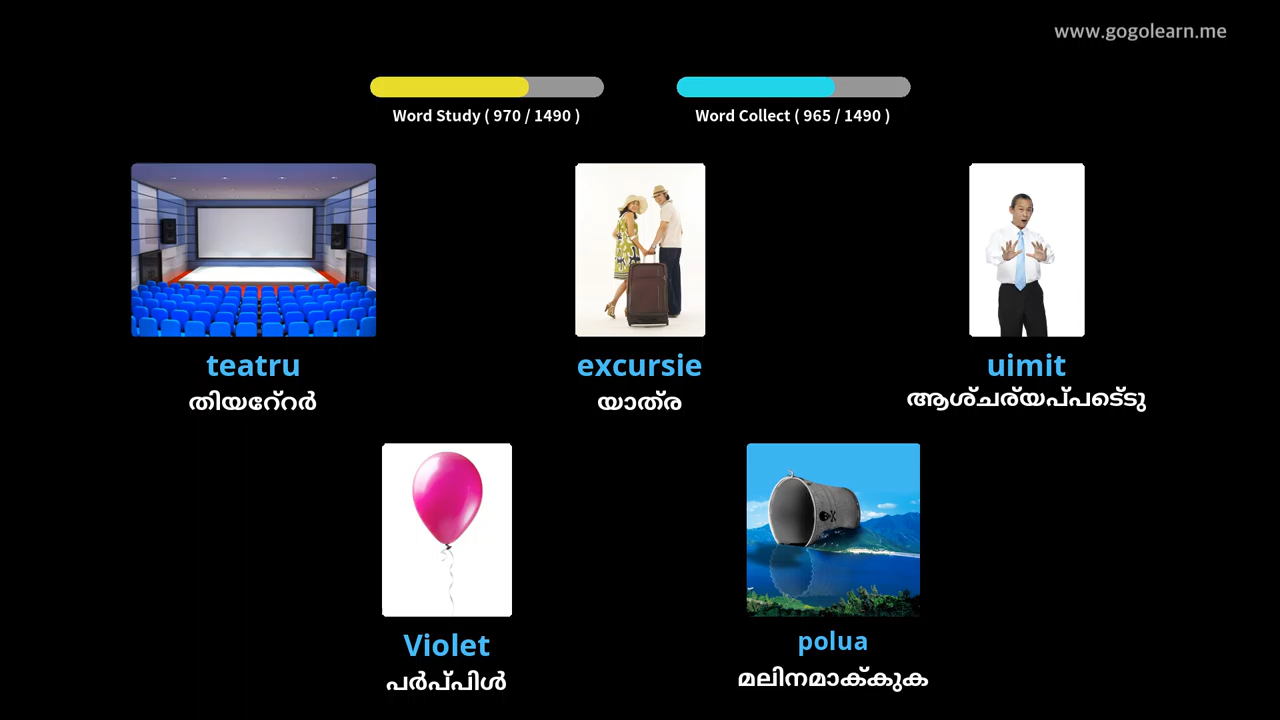 www.gogolearn.me
Word Study ( 970 / 1490 )
Word Collect ( 965 / 1490 )
teatru
excursie
uimit
തിയറ്റേർ
യാത്ര
ആശ്ചര്യപ്പട്ടെു
Violet
polua
പർപ്പിൾ
മലിനമാക്കുക